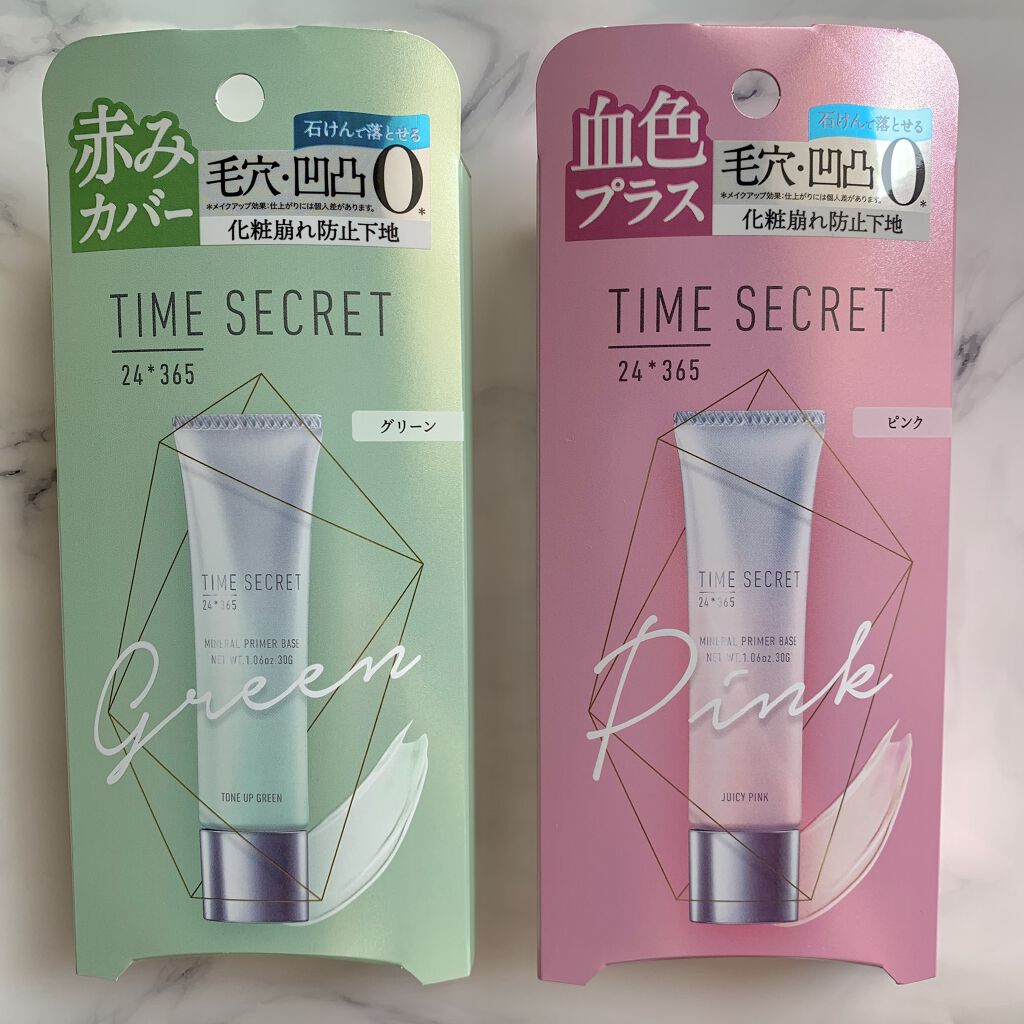 赤み
カバー
石けんで落とせる
毛穴・凹凸0*
*メイクアップ効果：仕上がりには個人差があります。
化粧崩れ防止下地
TIME SECRET
24*365
グリーン
TIME SECRET
24*365
MINERAL PRIMER BASE
NET WT.1.06oz.30G
Green
TONE UP GREEN
血色
プラス
石けんで落とせる
毛穴・凹凸0*
*メイクアップ効果：仕上がりには個人差があります。
化粧崩れ防止下地
TIME SECRET
24*365
ピンク
TIME SECRET
24*365
MINERAL PRIMER BASE
NET WT.1.06oz.30G
Pink
JUICY PINK